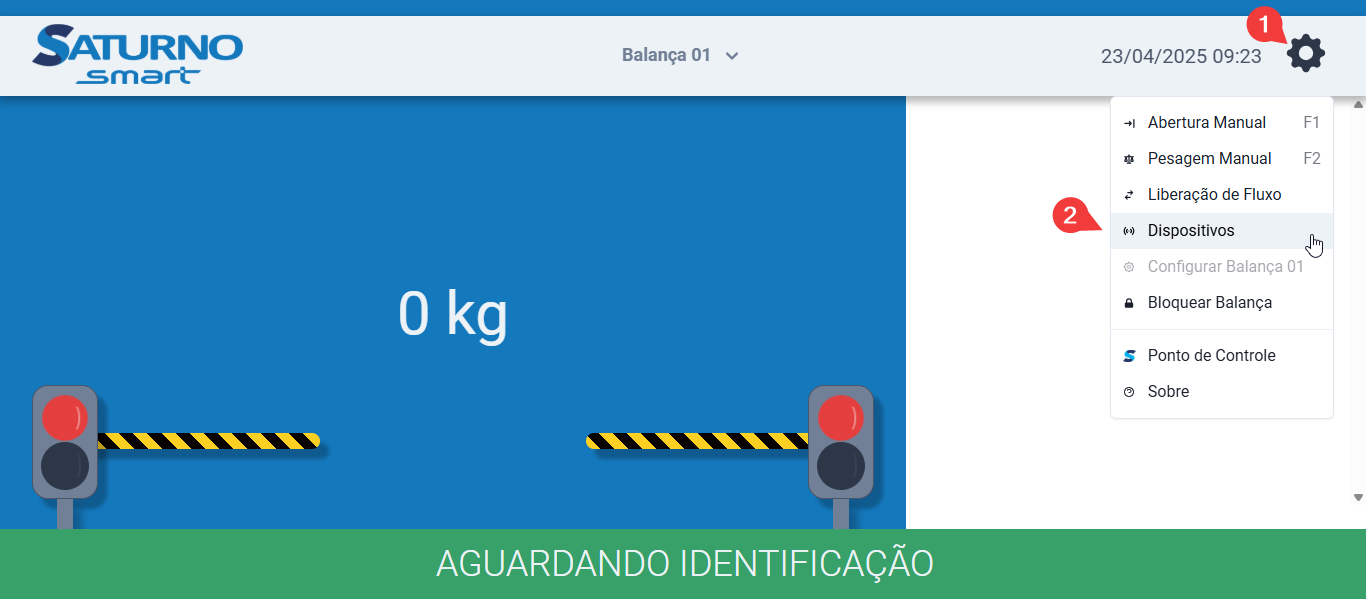 SATURNO
smart
Balança 01
23/04/2025 09:23
1
Abertura Manual F1
Pesagem Manual F2
Liberação de Fluxo
2
Dispositivos
Configurar Balança 01
Bloquear Balança
Ponto de Controle
Sobre
0 kg
AGUARDANDO IDENTIFICAÇÃO